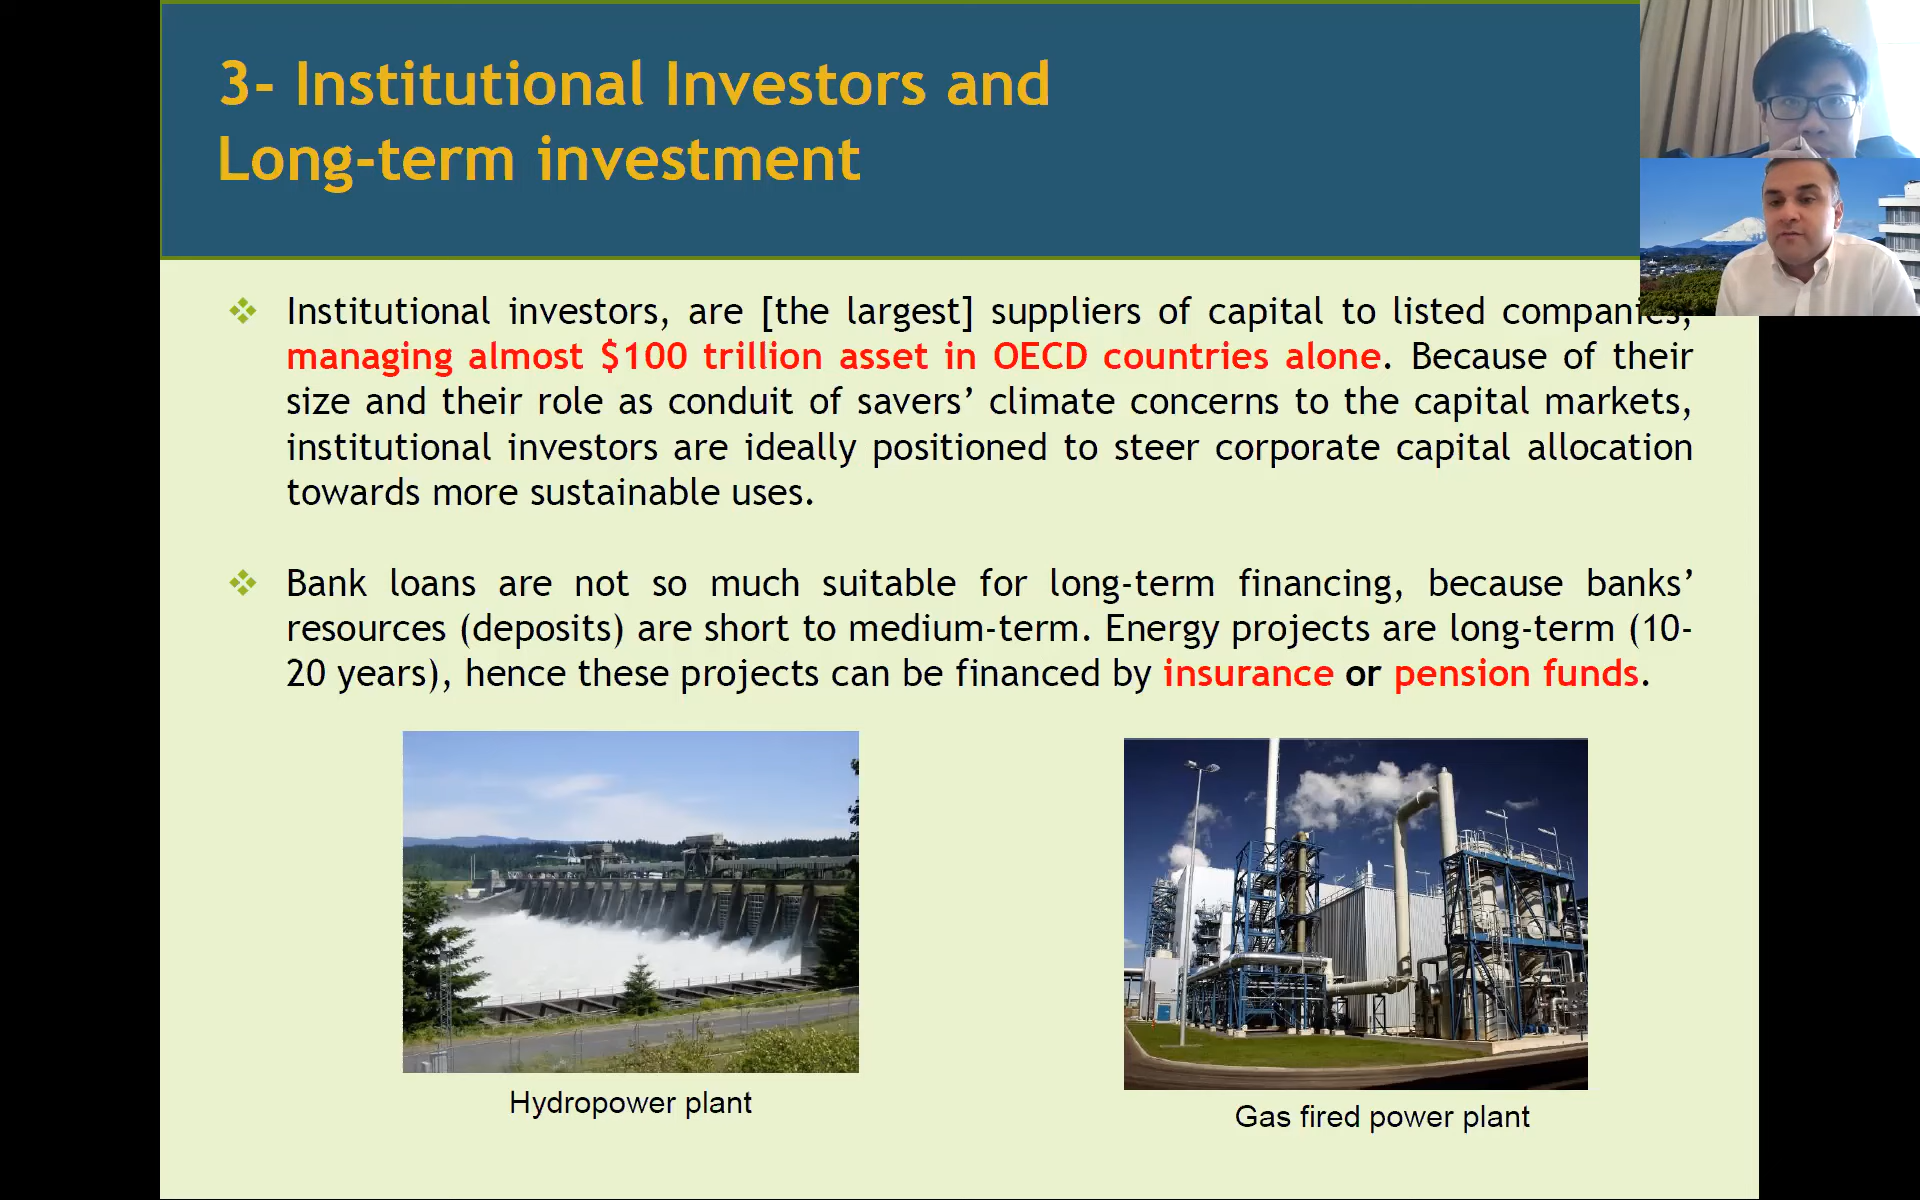 3- Institutional Investors and
Long-term investment
Institutional investors, are [the largest] suppliers of capital to listed companies,
managing almost $100 trillion asset in OECD countries alone. Because of their
size and their role as conduit of savers’ climate concerns to the capital markets,
institutional investors are ideally positioned to steer corporate capital allocation
towards more sustainable uses.
Bank loans are not so much suitable for long-term financing, because banks’
resources (deposits) are short to medium-term. Energy projects are long-term (10-
20 years), hence these projects can be financed by insurance or pension funds.
Hydropower plant
Gas fired power plant